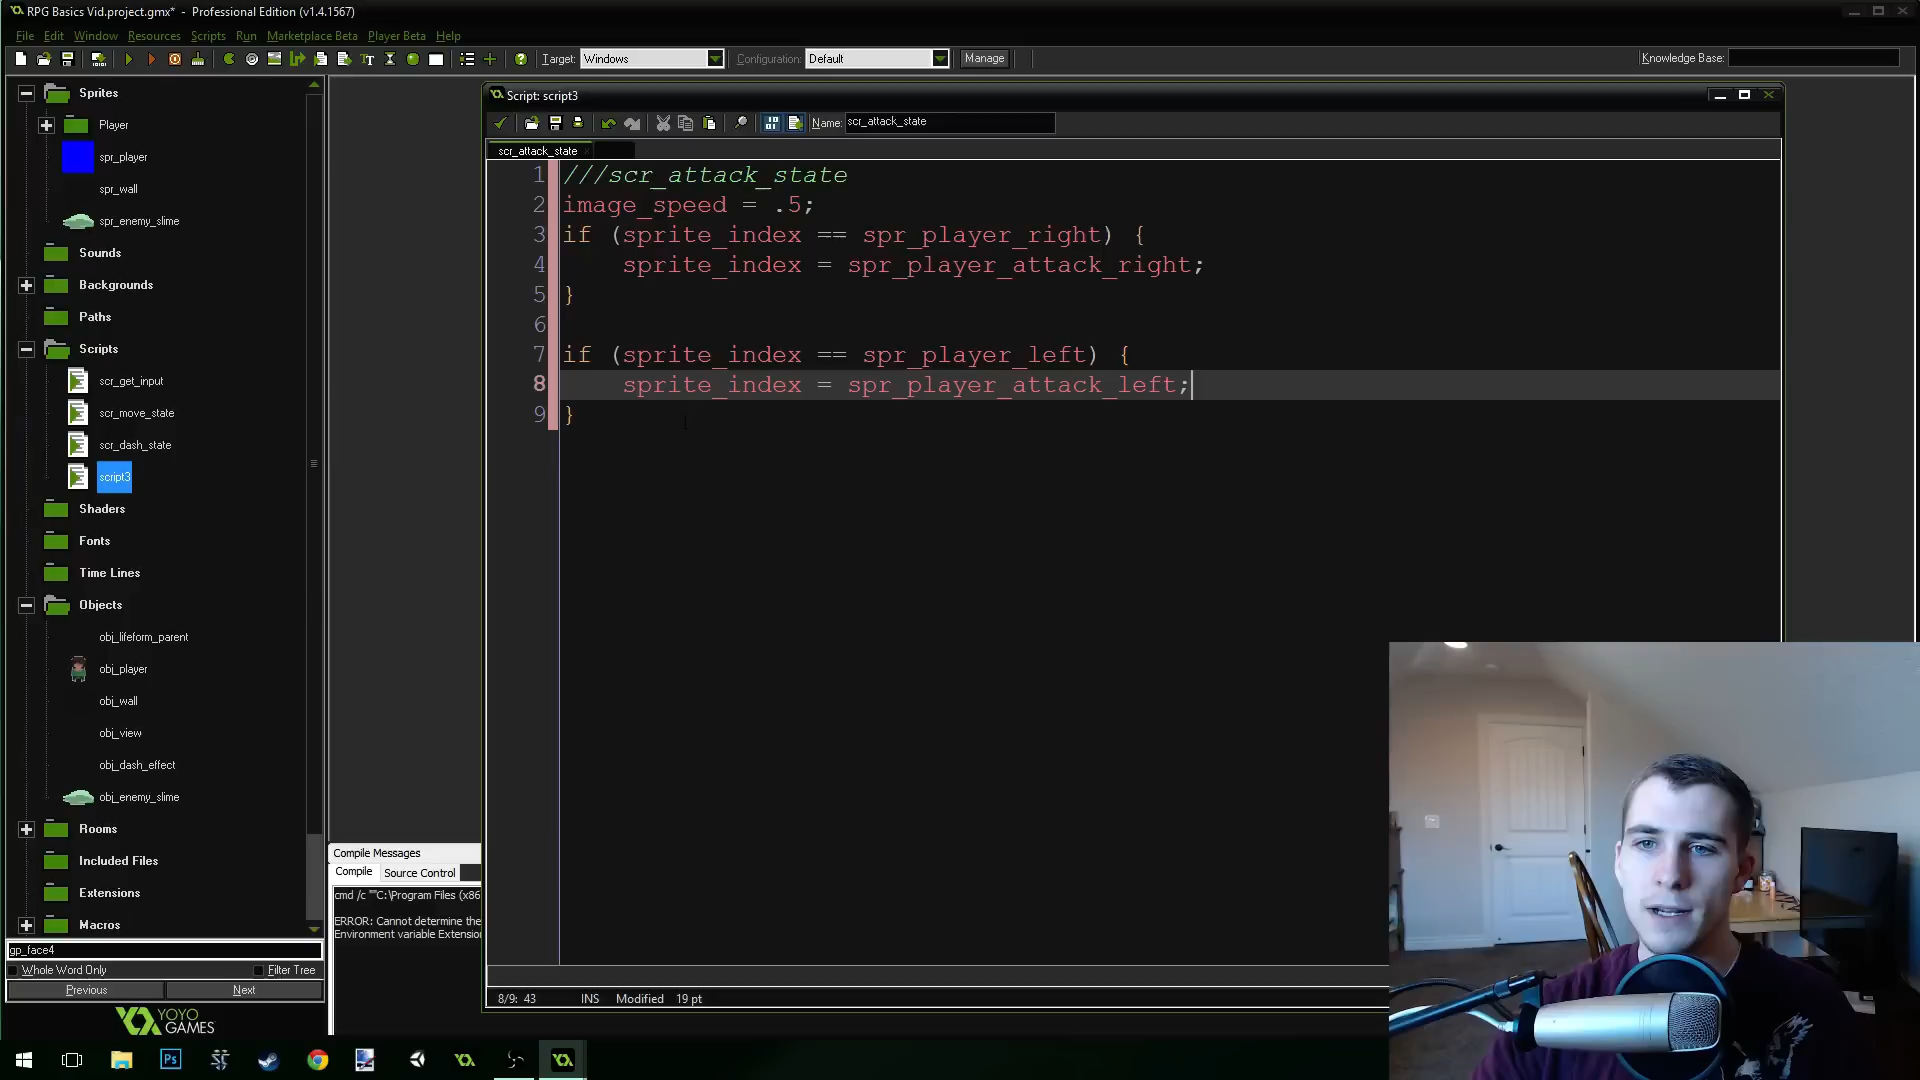 RPG Basics Vid.project.gmx* - Professional Edition (v1.4.1567)
File Edit Window Resources Scripts Run Marketplace Beta Player Beta Help
Target: Windows Configuration: Default Manage Knowledge Base:
Sprites
Player
spr_player
spr_wall
spr_enemy_slime
Sounds
Backgrounds
Paths
Scripts
scr_get_input
scr_move_state
scr_dash_state
script3
Shaders
Fonts
Time Lines
Objects
obj_lifeform_parent
obj_player
obj_wall
obj_view
obj_dash_effect
obj_enemy_slime
Rooms
Included Files
Extensions
Macros
gp_face4
Whole Word Only Filter Tree
Previous Next
YOYO GAMES
Script: script3
Name: scr_attack_state
scr_attack_state
1 ///scr_attack_state
2 image_speed = .5;
3 if (sprite_index == spr_player_right) {
4 sprite_index = spr_player_attack_right;
5 }
6
7 if (sprite_index == spr_player_left) {
8 sprite_index = spr_player_attack_left;
9 }
8/9: 43 INS Modified 19 pt
Compile Messages
Compile Source Control
cmd /c ""C:\Program Files (x86
ERROR: Cannot determine the
Environment variable Extensio
Ps